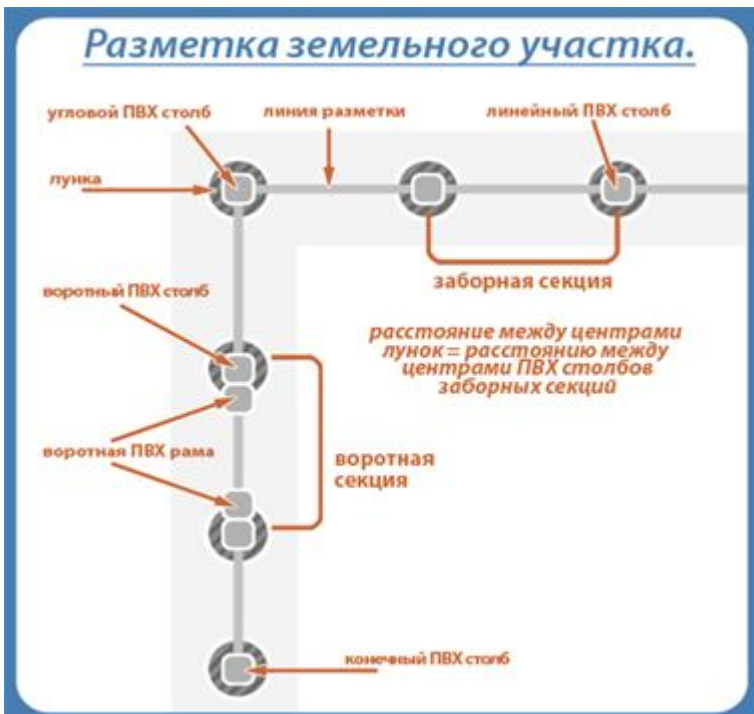 Разметка земельного участка.
угловой ПВХ столб
линия разметки
линейный ПВХ столб
лунка
заборная секция
воротный ПВХ столб
расстояние между центрами
лунок = расстоянию между
центрами ПВХ столбов
заборных секций
воротная ПВХ рама
воротная
секция
конечный ПВХ столб